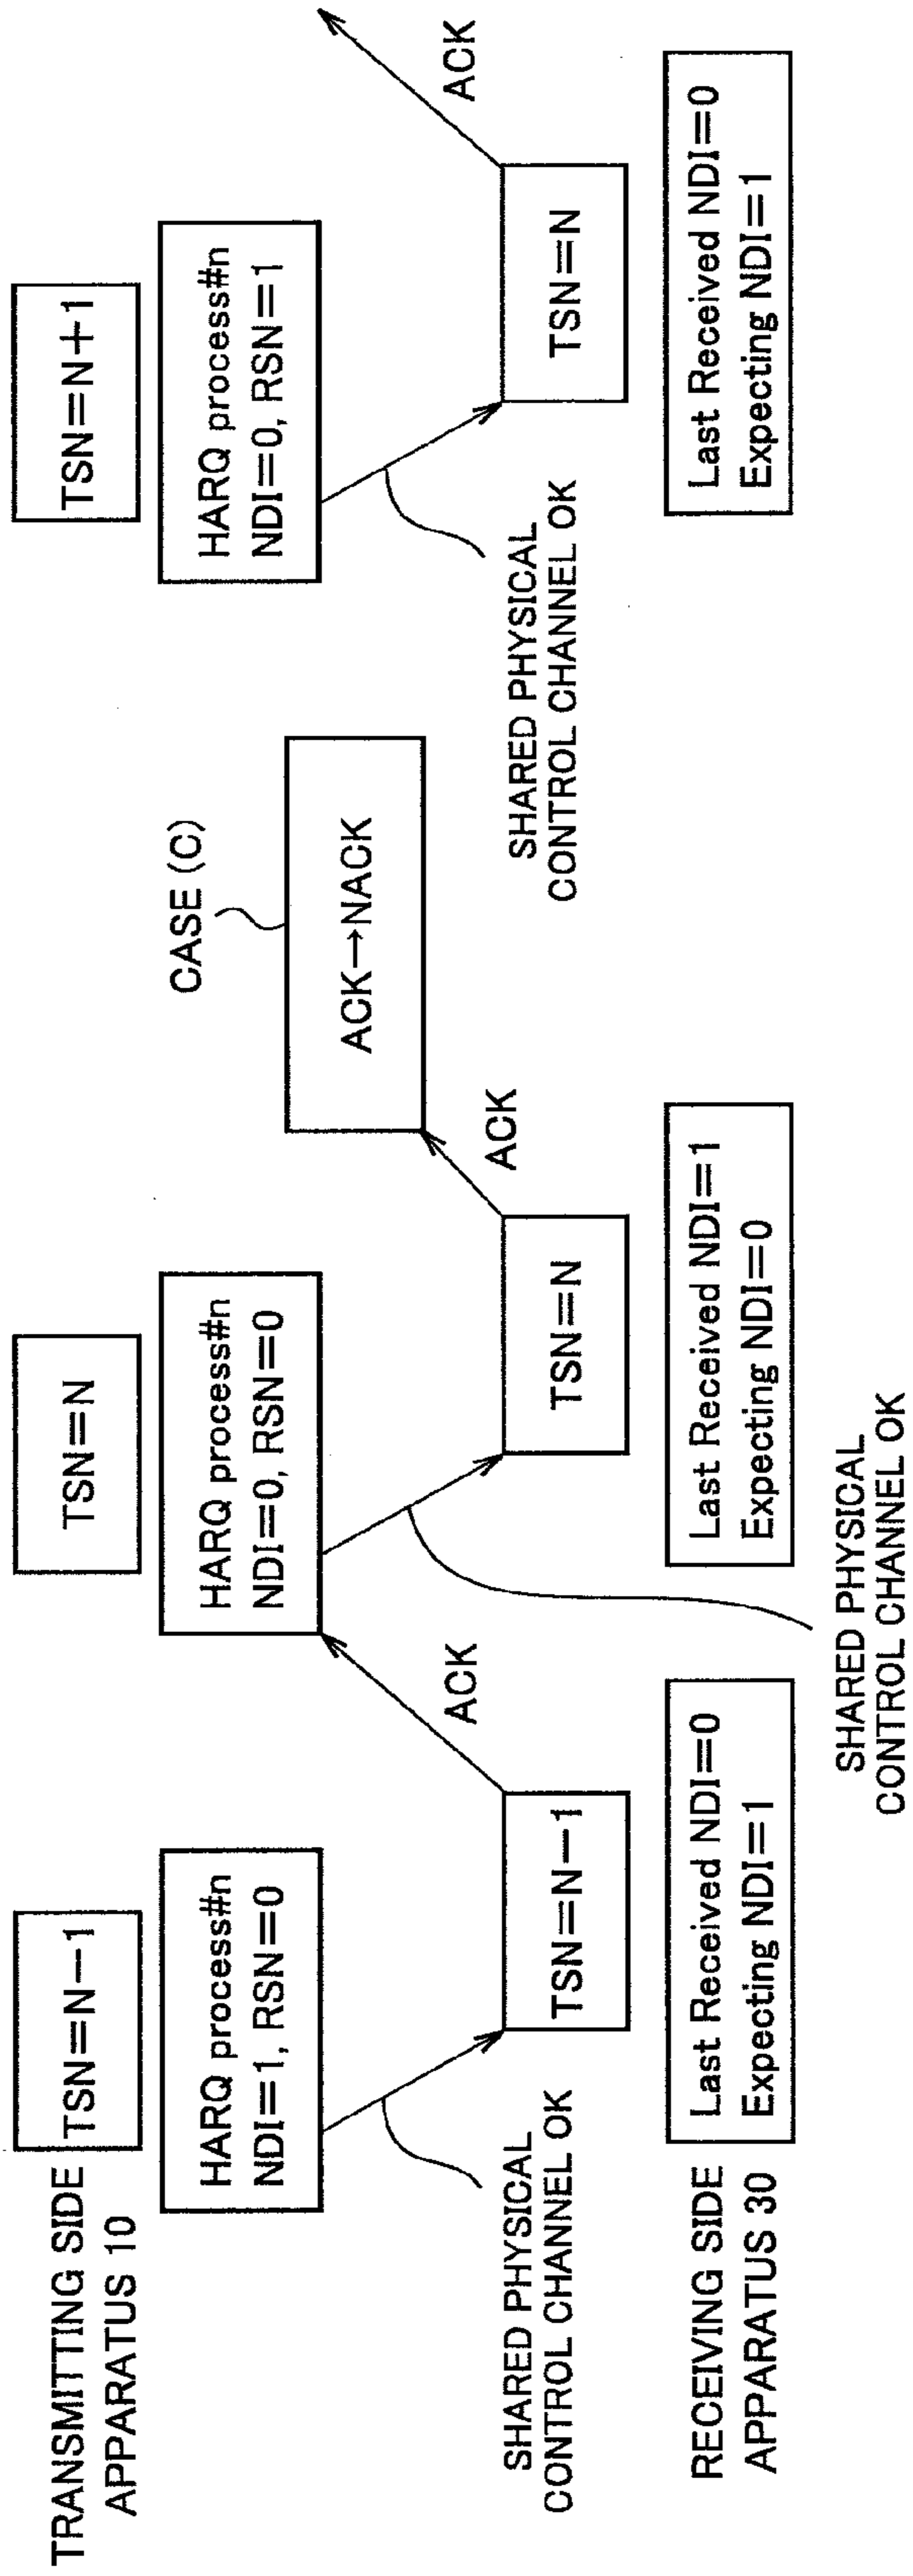 TRANSMITTING SIDE
APPARATUS 10
TSN=N−1
HARQ process#n
NDI=1, RSN=0
SHARED PHYSICAL
CONTROL CHANNEL OK
TSN=N−1
ACK
RECEIVING SIDE
APPARATUS 30
Last Received NDI=0
Expecting NDI=1
TSN=N
HARQ process#n
NDI=0, RSN=0
TSN=N
ACK
Last Received NDI=1
Expecting NDI=0
SHARED PHYSICAL
CONTROL CHANNEL OK
CASE (C)
ACK→NACK
TSN=N+1
HARQ process#n
NDI=0, RSN=1
SHARED PHYSICAL
CONTROL CHANNEL OK
TSN=N
ACK
Last Received NDI=0
Expecting NDI=1